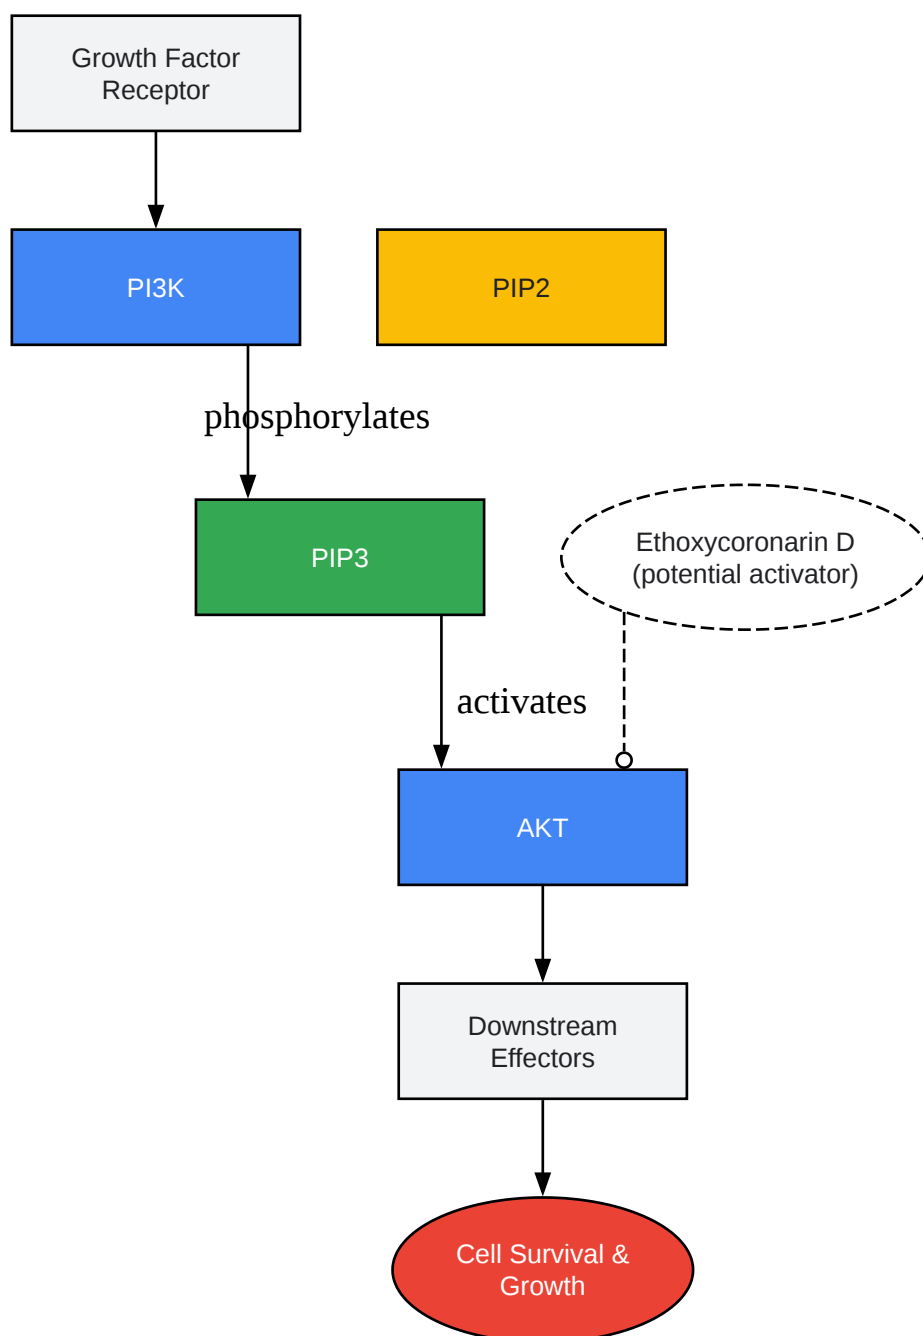 Growth Factor
Receptor
PI3K
PIP2
phosphorylates
PIP3
Ethoxycoronarin D
(potential activator)
activates
AKT
Downstream
Effectors
Cell Survival &
Growth